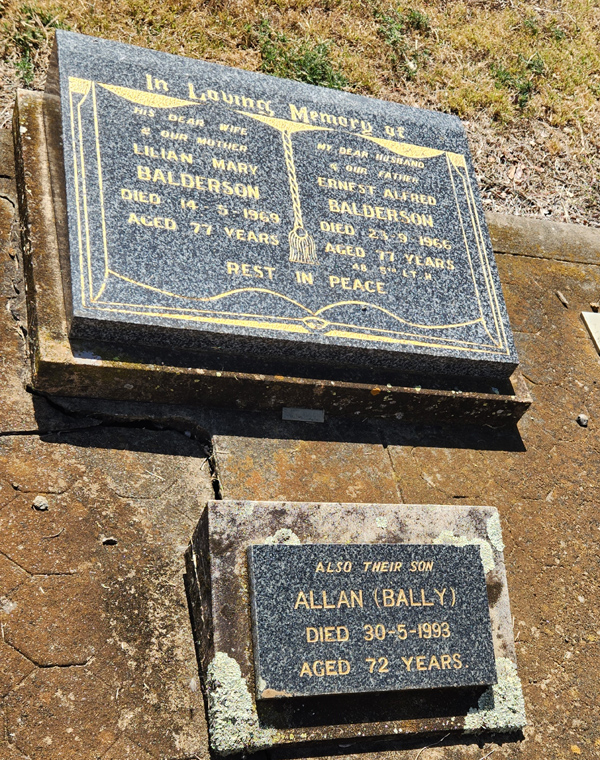 In Loving Memory of
HIS DEAR WIFE
& OUR MOTHER
LILIAN MARY
BALDERSON
DIED 14-5-1969
AGED 77 YEARS
MY DEAR HUSBAND
& OUR FATHER
ERNEST ALFRED
BALDERSON
DIED 23-9-1966
AGED 77 YEARS
REST IN PEACE
ALSO THEIR SON
ALLAN (BALLY)
DIED 30-5-1993
AGED 72 YEARS.